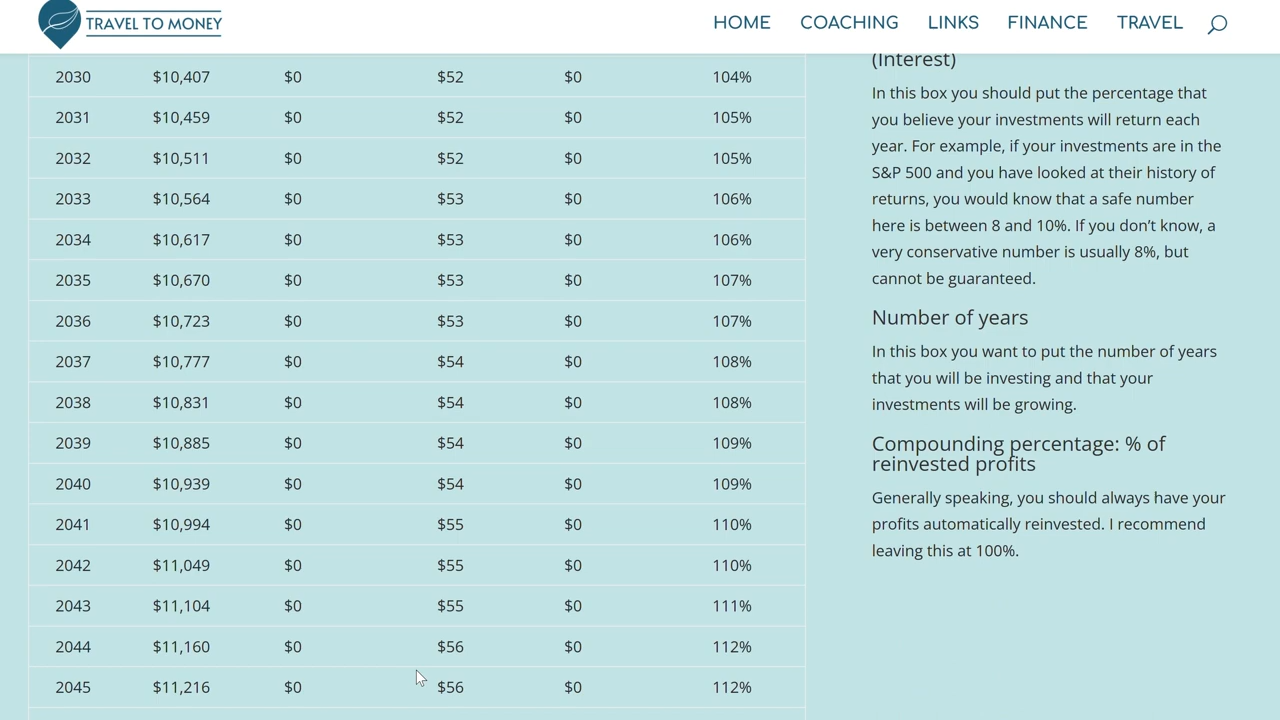 TRAVEL TO MONEY
HOME COACHING LINKS FINANCE TRAVEL
2030 $10,407 $0 $52 $0 104%
2031 $10,459 $0 $52 $0 105%
2032 $10,511 $0 $52 $0 105%
2033 $10,564 $0 $53 $0 106%
2034 $10,617 $0 $53 $0 106%
2035 $10,670 $0 $53 $0 107%
2036 $10,723 $0 $53 $0 107%
2037 $10,777 $0 $54 $0 108%
2038 $10,831 $0 $54 $0 108%
2039 $10,885 $0 $54 $0 109%
2040 $10,939 $0 $54 $0 109%
2041 $10,994 $0 $55 $0 110%
2042 $11,049 $0 $55 $0 110%
2043 $11,104 $0 $55 $0 111%
2044 $11,160 $0 $56 $0 112%
2045 $11,216 $0 $56 $0 112%
(Interest)
In this box you should put the percentage that
you believe your investments will return each
year. For example, if your investments are in the
S&P 500 and you have looked at their history of
returns, you would know that a safe number
here is between 8 and 10%. If you don’t know, a
very conservative number is usually 8%, but
cannot be guaranteed.
Number of years
In this box you want to put the number of years
that you will be investing and that your
investments will be growing.
Compounding percentage: % of
reinvested profits
Generally speaking, you should always have your
profits automatically reinvested. I recommend
leaving this at 100%.